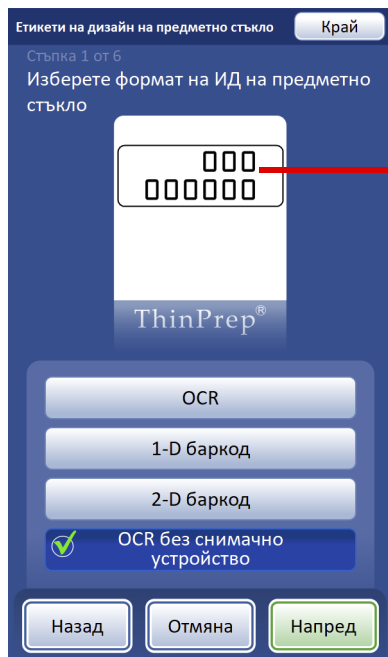 Етикети на дизайн на предметно стъкло
Край
Стъпка 1 от 6
Изберете формат на ИД на предметно
стъкло
000
000000
ThinPrep®
OCR
1-D баркод
2-D баркод
OCR без снимачно
устройство
Назад
Отмяна
Напред